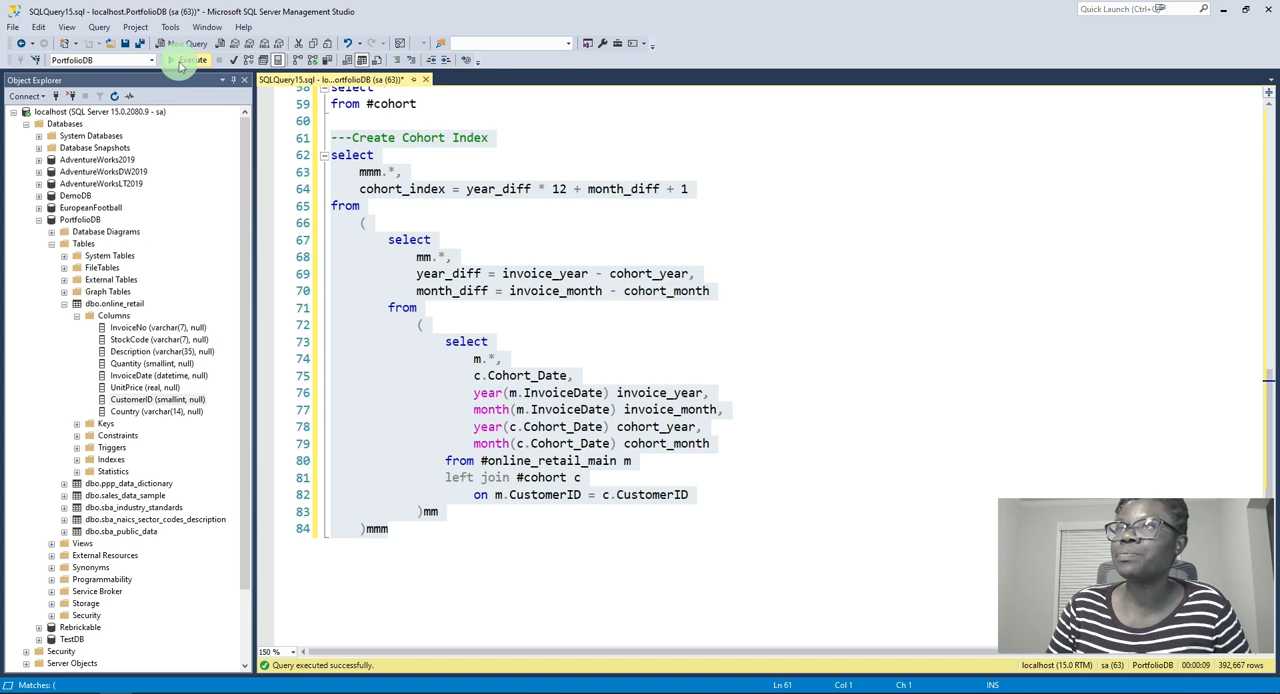 SQLQuery15.sql - localhost.PortfolioDB (sa (63))* - Microsoft SQL Server Management Studio
Quick Launch (Ctrl+
File Edit View Query Project Tools Window Help
New Query
PortfolioDB Execute
Object Explorer
SQLQuery15.sql - lo...ortfolioDB (sa (63))*
Connect
localhost (SQL Server 15.0.2080.9 - sa)
Databases
System Databases
Database Snapshots
AdventureWorks2019
AdventureWorksDW2019
AdventureWorksLT2019
DemoDB
EuropeanFootball
PortfolioDB
Database Diagrams
Tables
System Tables
FileTables
External Tables
Graph Tables
dbo.online_retail
Columns
InvoiceNo (varchar(7), null)
StockCode (varchar(7), null)
Description (varchar(35), null)
Quantity (smallint, null)
InvoiceDate (datetime, null)
UnitPrice (real, null)
CustomerID (smallint, null)
Country (varchar(14), null)
Keys
Constraints
Triggers
Indexes
Statistics
dbo.ppp_data_dictionary
dbo.sales_data_sample
dbo.sba_industry_standards
dbo.sba_naics_sector_codes_description
dbo.sba_public_data
Views
External Resources
Synonyms
Programmability
Service Broker
Storage
Security
Rebrickable
TestDB
Security
Server Objects
58 select
59 from #cohort
60
61 ---Create Cohort Index
62 select
63 mmm.*,
64 cohort_index = year_diff * 12 + month_diff + 1
65 from
66 (
67 select
68 mm.*,
69 year_diff = invoice_year - cohort_year,
70 month_diff = invoice_month - cohort_month
71 from
72 (
73 select
74 m.*,
75 c.Cohort_Date,
76 year(m.InvoiceDate) invoice_year,
77 month(m.InvoiceDate) invoice_month,
78 year(c.Cohort_Date) cohort_year,
79 month(c.Cohort_Date) cohort_month
80 from #online_retail_main m
81 left join #cohort c
82 on m.CustomerID = c.CustomerID
83 )mm
84 )mmm
150 %
Query executed successfully. localhost (15.0 RTM) sa (63) PortfolioDB 00:00:09 392,667 rows
Matches: ( Ln 61 Col 1 Ch 1 INS